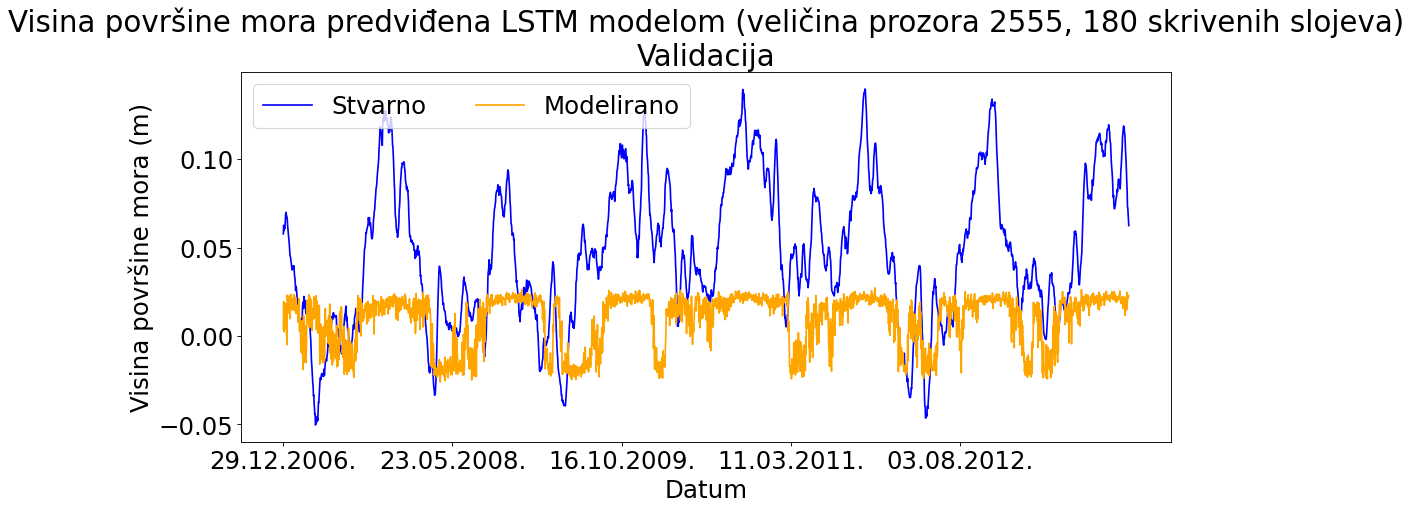 Visina površine mora predviđena LSTM modelom (veličina prozora 2555, 180 skrivenih slojeva)
Validacija
Stvarno Modelirano
Visina površine mora (m)
0.10
0.05
0.00
−0.05
29.12.2006. 23.05.2008. 16.10.2009. 11.03.2011. 03.08.2012.
Datum